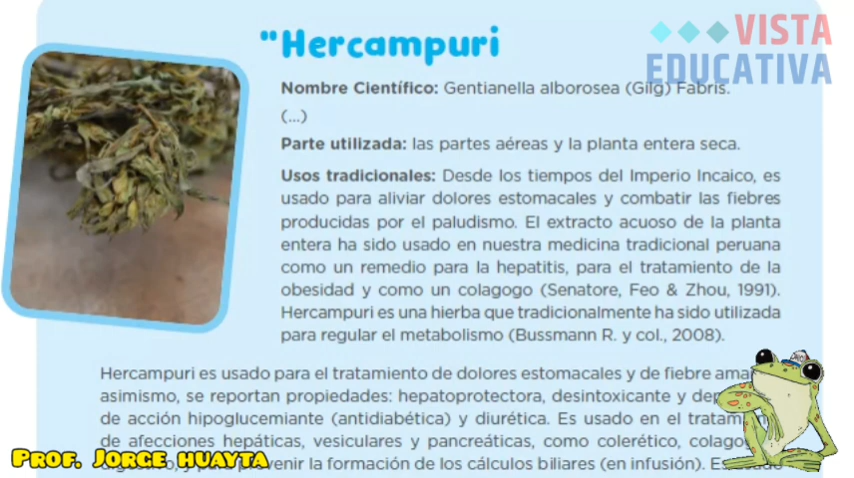 "Hercampuri
VISTA
EDUCATIVA
Nombre Científico: Gentianella alborosea (Gilg) Fabris.
(...)
Parte utilizada: las partes aéreas y la planta entera seca.
Usos tradicionales: Desde los tiempos del Imperio Incaico, es
usado para aliviar dolores estomacales y combatir las fiebres
producidas por el paludismo. El extracto acuoso de la planta
entera ha sido usado en nuestra medicina tradicional peruana
como un remedio para la hepatitis, para el tratamiento de la
obesidad y como un colagogo (Senatore, Feo & Zhou, 1991).
Hercampuri es una hierba que tradicionalmente ha sido utilizada
para regular el metabolismo (Bussmann R. y col., 2008).
Hercampuri es usado para el tratamiento de dolores estomacales y de fiebre
asimismo, se reportan propiedades: hepatoprotectora, desintoxicante y
de acción hipoglucemiante (antidiabética) y diurética. Es usado en el
de afecciones hepáticas, vesiculares y pancreáticas, como colerético,
prevenir la formación de los cálculos biliares (en infusión).
Prof. Jorge huayta